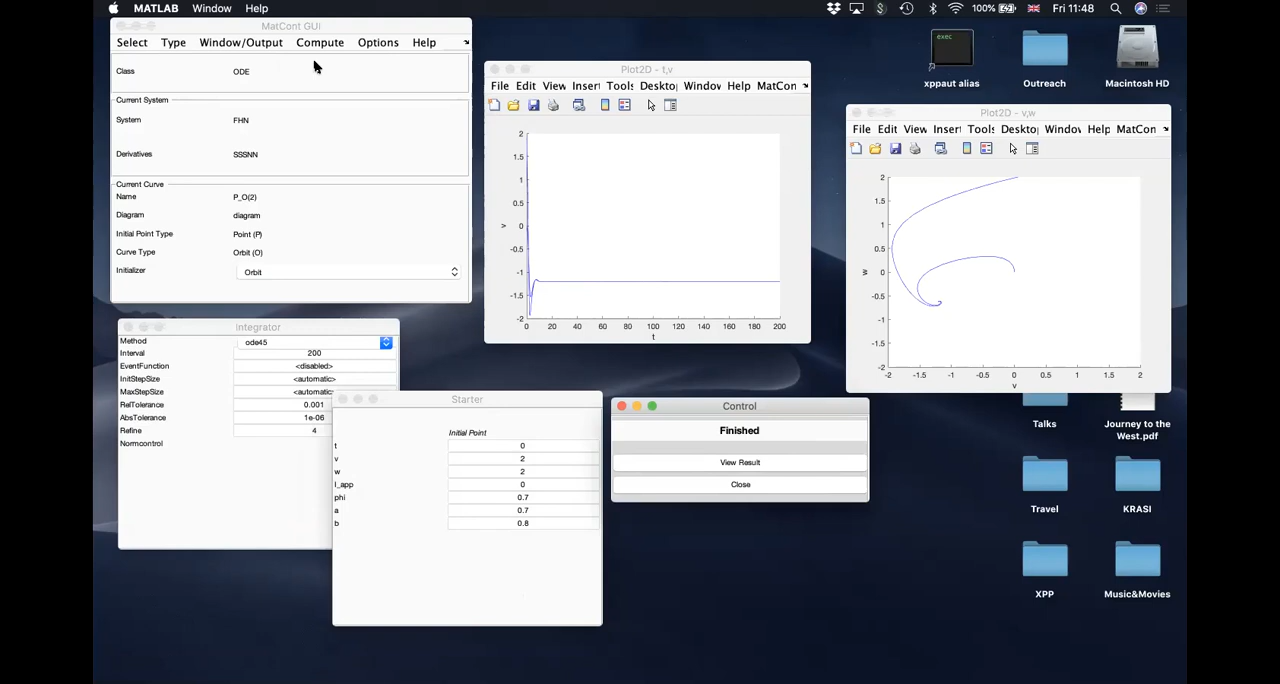 MATLAB Window Help
100% Fri 11:48
MatCont GUI
Select Type Window/Output Compute Options Help
Class ODE
Current System
System FHN
Derivatives SSSNN
Current Curve
Name P_O(2)
Diagram diagram
Initial Point Type Point (P)
Curve Type Orbit (O)
Initializer Orbit
Plot2D - t,v
File Edit View Insert Tools Deskto Window Help MatCon
2
1.5
1
0.5
v 0
-0.5
-1
-1.5
-2
0 20 40 60 80 100 120 140 160 180 200
t
exec
xppaut alias
Outreach
Macintosh HD
Plot2D - v,w
File Edit View Insert Tools Deskto Windov Help MatCon
2
1.5
1
0.5
w 0
-0.5
-1
-1.5
-2
-2 -1.5 -1 -0.5 0 0.5 1 1.5 2
v
Integrator
Method ode45
Interval 200
EventFunction <disabled>
InitStepSize <automatic>
MaxStepSize <automatic
RelTolerance 0.001
AbsTolerance 1e-06
Refine 4
Normcontrol
Starter
Initial Point
t 0
v 2
w 2
I_app 0
phi 0.7
a 0.7
b 0.8
Control
Finished
View Result
Close
Talks
Journey to the
West.pdf
Travel
KRASI
XPP
Music&Movies